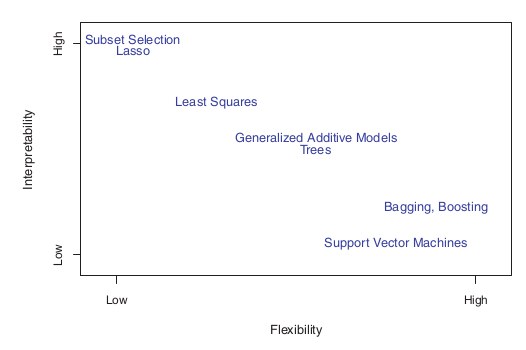 High
Subset Selection
Lasso
Least Squares
Interpretability
Generalized Additive Models
Trees
Bagging, Boosting
Support Vector Machines
Low
Low
High
Flexibility